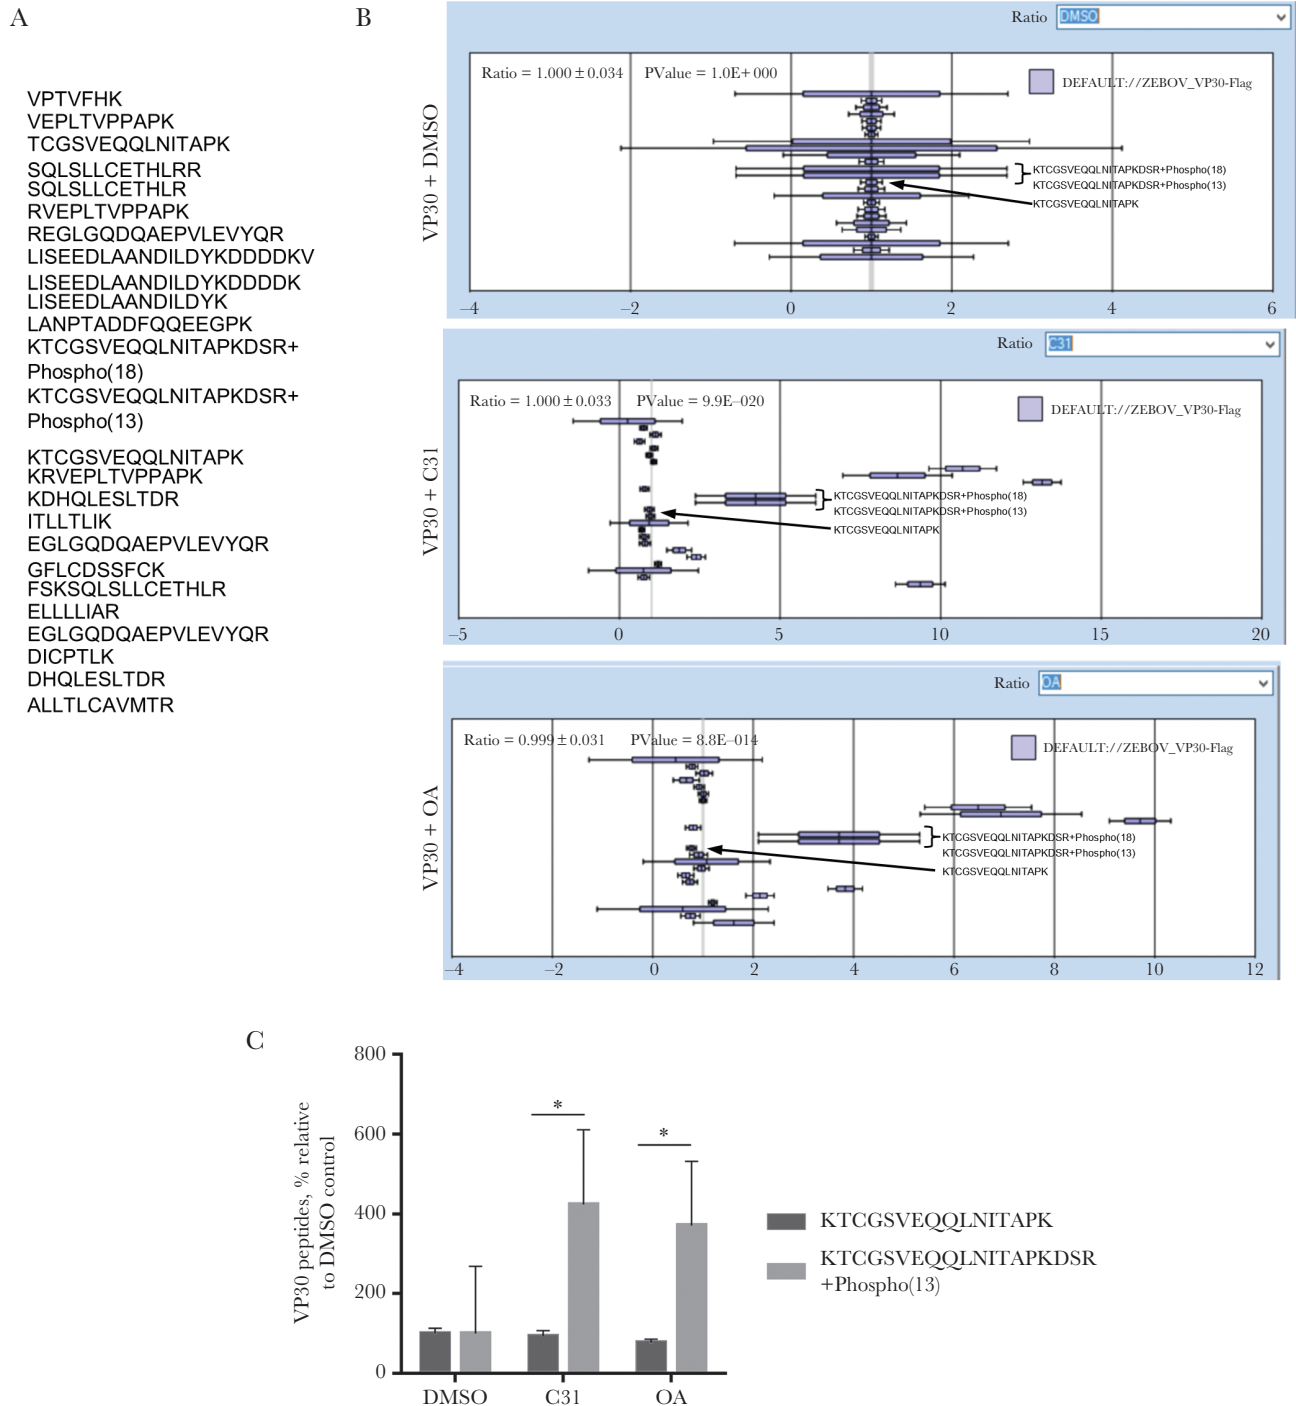 A
VPTVFHK
VEPLTVPPAPK
TCGSVEQQLNITAPK
SQLSLLCETHLRR
SQLSLLCETHLR
RVEPLTVPPAPK
REGLGQDQAEPVLEVYQR
LISEEDLAANDILDYKDDDDKV
LISEEDLAANDILDYKDDDDK
LISEEDLAANDILDYK
LANPTADDFQQEEGPK
KTCGSVEQQLNITAPKDSR+
Phospho(18)
KTCGSVEQQLNITAPKDSR+
Phospho(13)
KTCGSVEQQLNITAPK
KRVEPLTVPPAPK
KDHQLESLTDR
ITLLTLIK
EGLGQDQAEPVLEVYQR
GFLCDSSFCK
FSKSQLSLLCETHLR
ELLLLIAR
EGLGQDQAEPVLEVYQR
DICPTLK
DHQLESLTDR
ALLTLCAVMTR
B
Ratio DMSO
VP30 + DMSO
Ratio = 1.000 ± 0.034 PValue = 1.0E+000
DEFAULT://ZEBOV_VP30-Flag
KTCGSVEQQLNITAPKDSR+Phospho(18)
KTCGSVEQQLNITAPKDSR+Phospho(13)
KTCGSVEQQLNITAPK
–4 –2 0 2 4 6
Ratio C31
VP30 + C31
Ratio = 1.000 ± 0.033 PValue = 9.9E–020
DEFAULT://ZEBOV_VP30-Flag
KTCGSVEQQLNITAPKDSR+Phospho(18)
KTCGSVEQQLNITAPKDSR+Phospho(13)
KTCGSVEQQLNITAPK
–5 0 5 10 15 20
Ratio OA
VP30 + OA
Ratio = 0.999 ± 0.031 PValue = 8.8E–014
DEFAULT://ZEBOV_VP30-Flag
KTCGSVEQQLNITAPKDSR+Phospho(18)
KTCGSVEQQLNITAPKDSR+Phospho(13)
KTCGSVEQQLNITAPK
–4 –2 0 2 4 6 8 10 12
C
VP30 peptides, % relative
to DMSO control
800
600
400
200
0
* *
DMSO C31 OA
KTCGSVEQQLNITAPK
KTCGSVEQQLNITAPKDSR
+Phospho(13)